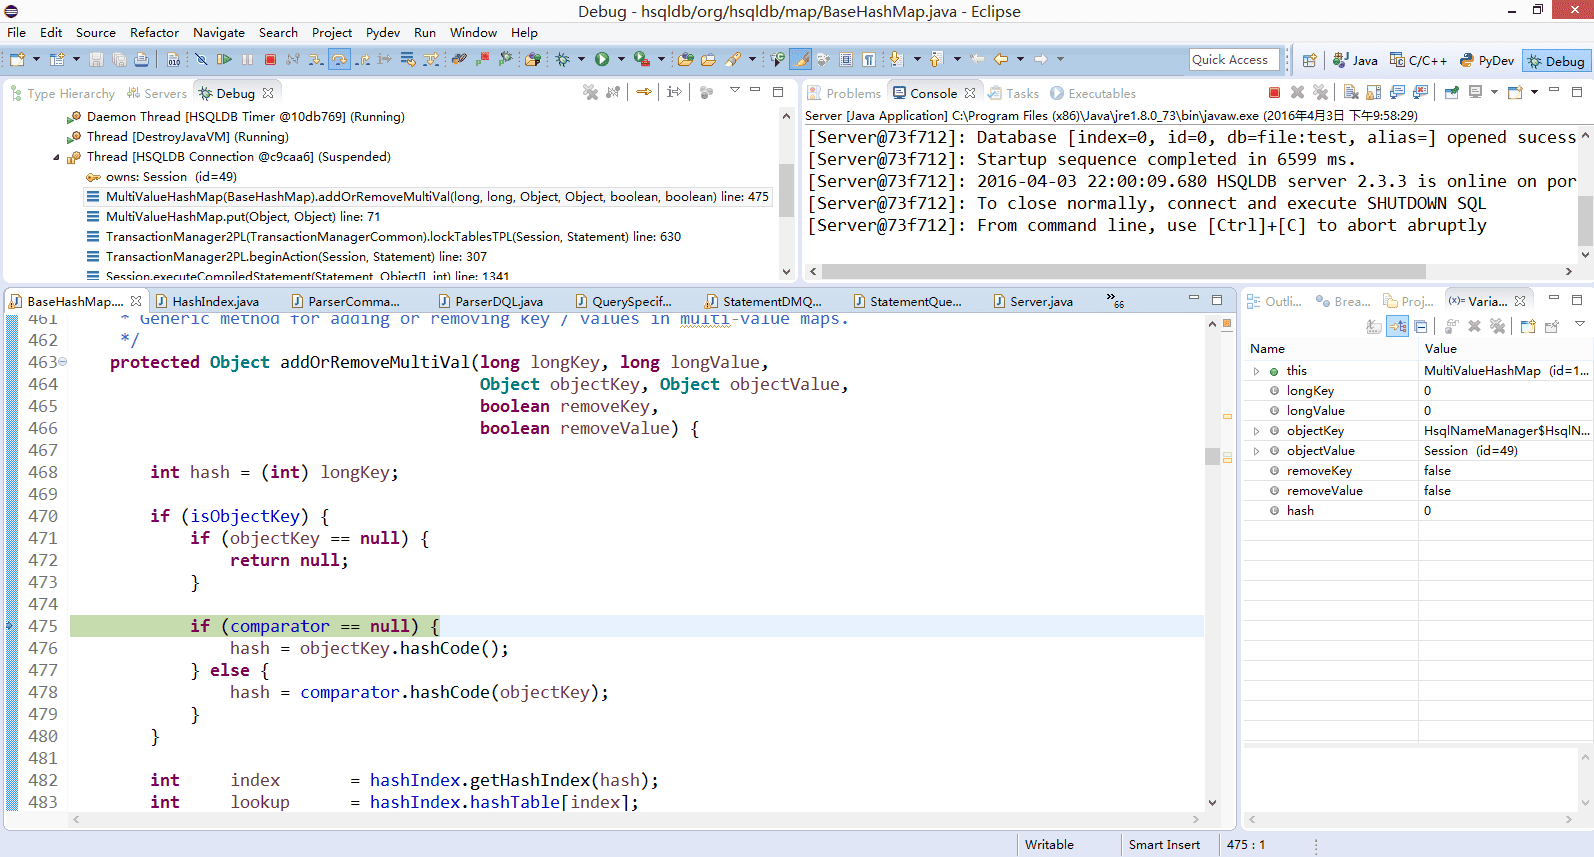 Debug - hsqldb/org/hsqldb/map/BaseHashMap.java - Eclipse
File Edit Source Refactor Navigate Search Project Pydev Run Window Help
Quick Access Java C/C++ PyDev Debug
Type Hierarchy Servers Debug
Daemon Thread [HSQLDB Timer @10db769] (Running)
Thread [DestroyJavaVM] (Running)
Thread [HSQLDB Connection @c9caa6] (Suspended)
owns: Session (id=49)
MultiValueHashMap(BaseHashMap).addOrRemoveMultiVal(long, long, Object, Object, boolean, boolean) line: 475
MultiValueHashMap.put(Object, Object) line: 71
TransactionManager2PL(TransactionManagerCommon).lockTablesTPL(Session, Statement) line: 630
TransactionManager2PL.beginAction(Session, Statement) line: 307
Session.executeCompiledStatement(Statement, Object[], int) line: 1341
Problems Console Tasks Executables
Server [Java Application] C:\Program Files (x86)\Java\jre1.8.0_73\bin\javaw.exe (2016年4月3日 下午9:58:29)
[Server@73f712]: Database [index=0, id=0, db=file:test, alias=] opened sucess
[Server@73f712]: Startup sequence completed in 6599 ms.
[Server@73f712]: 2016-04-03 22:00:09.680 HSQLDB server 2.3.3 is online on por
[Server@73f712]: To close normally, connect and execute SHUTDOWN SQL
[Server@73f712]: From command line, use [Ctrl]+[C] to abort abruptly
BaseHashMap.... HashIndex.java ParserComma... ParserDQL.java QuerySpecif... StatementDMQ... StatementQue... Server.java »66
461 * Generic method for adding or removing key / values in multi-value maps.
462 */
463 protected Object addOrRemoveMultiVal(long longKey, long longValue,
464 Object objectKey, Object objectValue,
465 boolean removeKey,
466 boolean removeValue) {
467
468 int hash = (int) longKey;
469
470 if (isObjectKey) {
471 if (objectKey == null) {
472 return null;
473 }
474
475 if (comparator == null) {
476 hash = objectKey.hashCode();
477 } else {
478 hash = comparator.hashCode(objectKey);
479 }
480 }
481
482 int index = hashIndex.getHashIndex(hash);
483 int lookup = hashIndex.hashTable[index];
Outli... Brea... Proj... (x)= Varia...
Name Value
this MultiValueHashMap (id=1...
longKey 0
longValue 0
objectKey HsqlNameManager$HsqlN...
objectValue Session (id=49)
removeKey false
removeValue false
hash 0
Writable Smart Insert 475 : 1